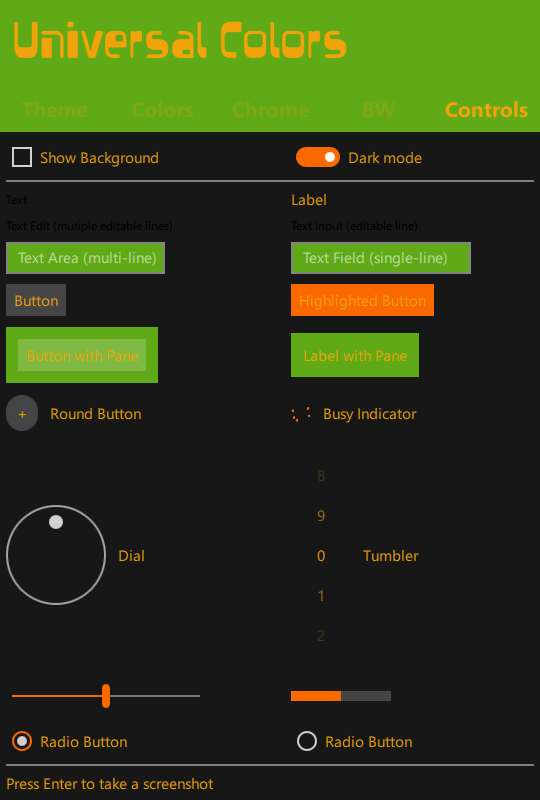 Universal Colors
Theme Colors Chrome BW Controls
Show Background Dark mode
Text Label
Text Edit (mutiple editable lines) Text Input (editable line)
Text Area (multi-line) Text Field (single-line)
Button Highlighted Button
Button with Pane Label with Pane
+ Round Button Busy Indicator
8
9
Dial 0 Tumbler
1
2
Radio Button Radio Button
Press Enter to take a screenshot